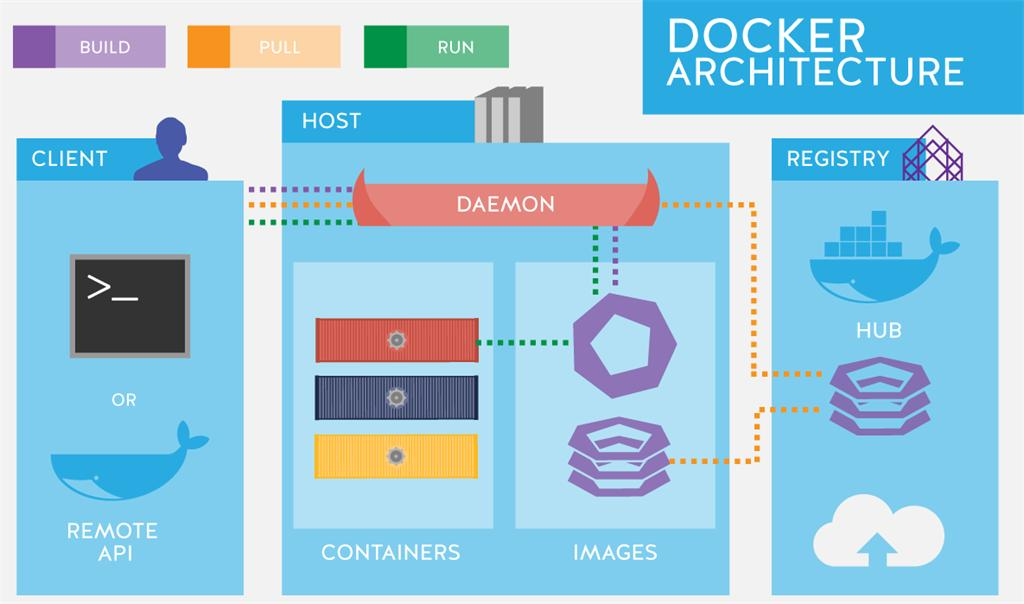 BUILD
PULL
RUN
DOCKER
ARCHITECTURE
HOST
CLIENT
REGISTRY
DAEMON
>_
HUB
OR
REMOTE
API
CONTAINERS
IMAGES